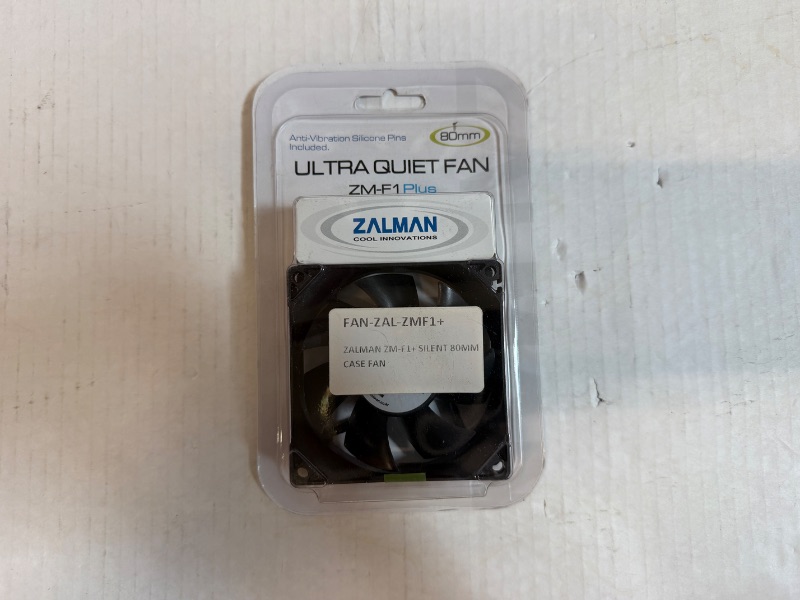 Anti-Vibration Silicone Pins
Included.
80mm
ULTRA QUIET FAN
ZM-F1 Plus
ZALMAN
COOL INNOVATIONS
FAN-ZAL-ZMF1+
ZALMAN ZM-F1+ SILENT 80MM
CASE FAN